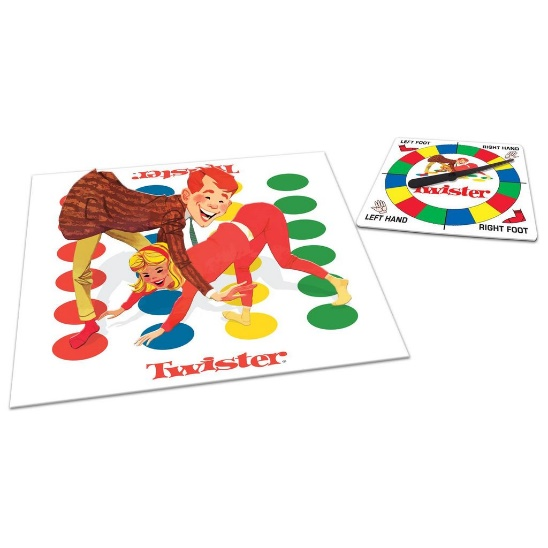 Twister
LEFT FOOT
RIGHT HAND
Twister
LEFT HAND
RIGHT FOOT
Twister